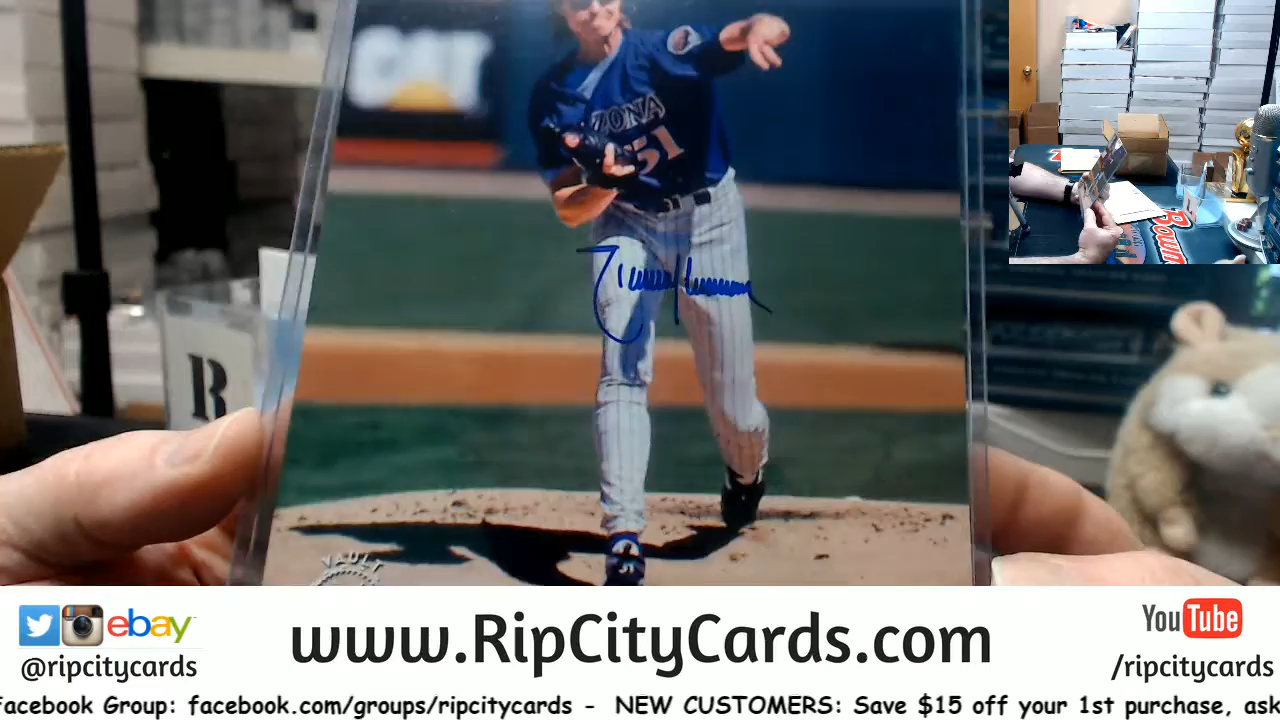 ZONA
51
R
VAULT
Bowm
ebay
@ripcitycards
www.RipCityCards.com
YouTube
/ripcitycards
Facebook Group: facebook.com/groups/ripcitycards - NEW CUSTOMERS: Save $15 off your 1st purchase, ask